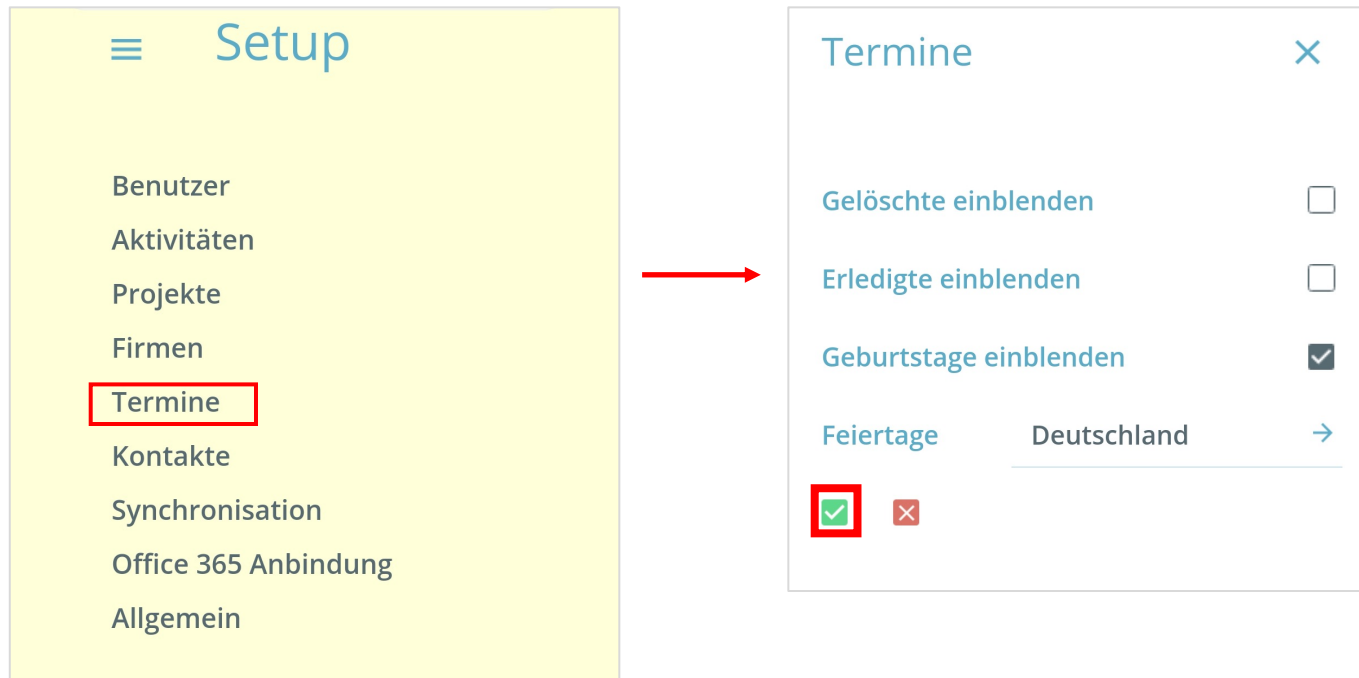 Setup
Benutzer
Aktivitäten
Projekte
Firmen
Termine
Kontakte
Synchronisation
Office 365 Anbindung
Allgemein
Termine
Gelöschte einblenden
Erledigte einblenden
Geburtstage einblenden
Feiertage Deutschland